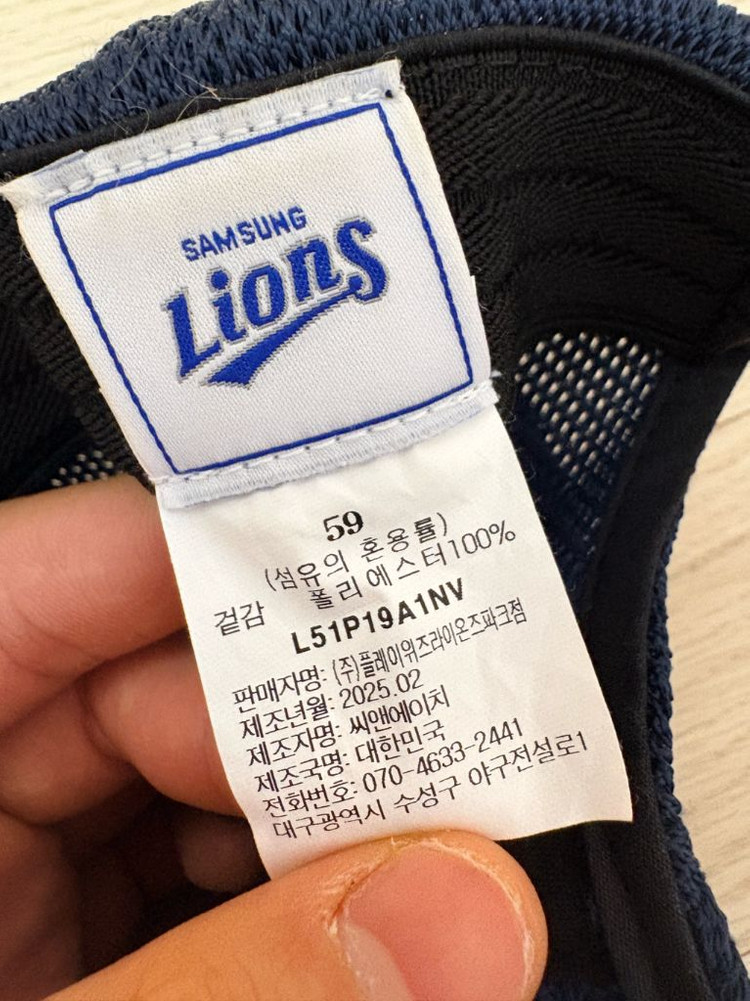 SAMSUNG
Lions
59
(섬유의 혼용률)
겉감 폴리에스터100%
L51P19A1NV
판매자명: (주)플레이위즈라이온즈파크점
제조년월: 2025.02
제조자명: 씨앤에이치
제조국명: 대한민국
전화번호: 070-4633-2441
대구광역시 수성구 야구전설로1